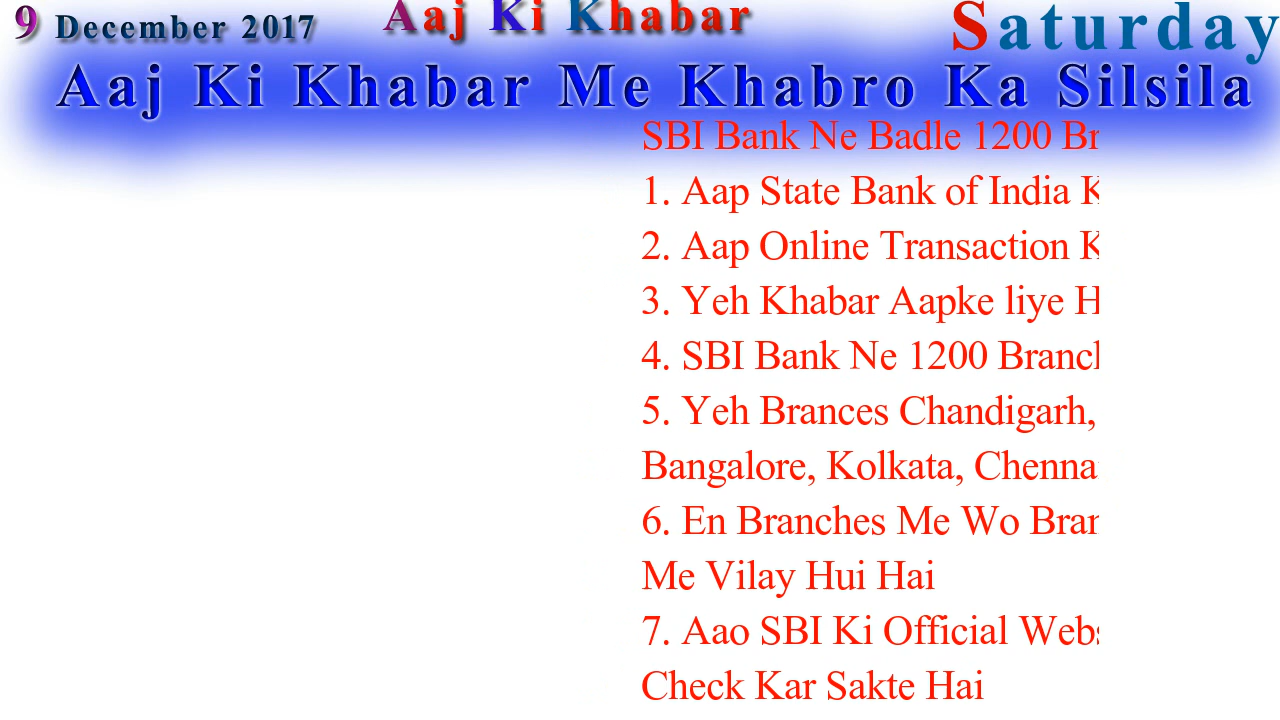 9 December 2017 Aaj Ki Khabar Saturday
Aaj Ki Khabar Me Khabro Ka Silsila
SBI Bank Ne Badle 1200
1. Aap State Bank of India
2. Aap Online Transaction
3. Yeh Khabar Aapke liye
4. SBI Bank Ne 1200
5. Yeh Brances Chandigarh,
Bangalore, Kolkata,
6. En Branches Me Wo
Me Vilay Hui Hai
7. Aao SBI Ki Official
Check Kar Sakte Hai